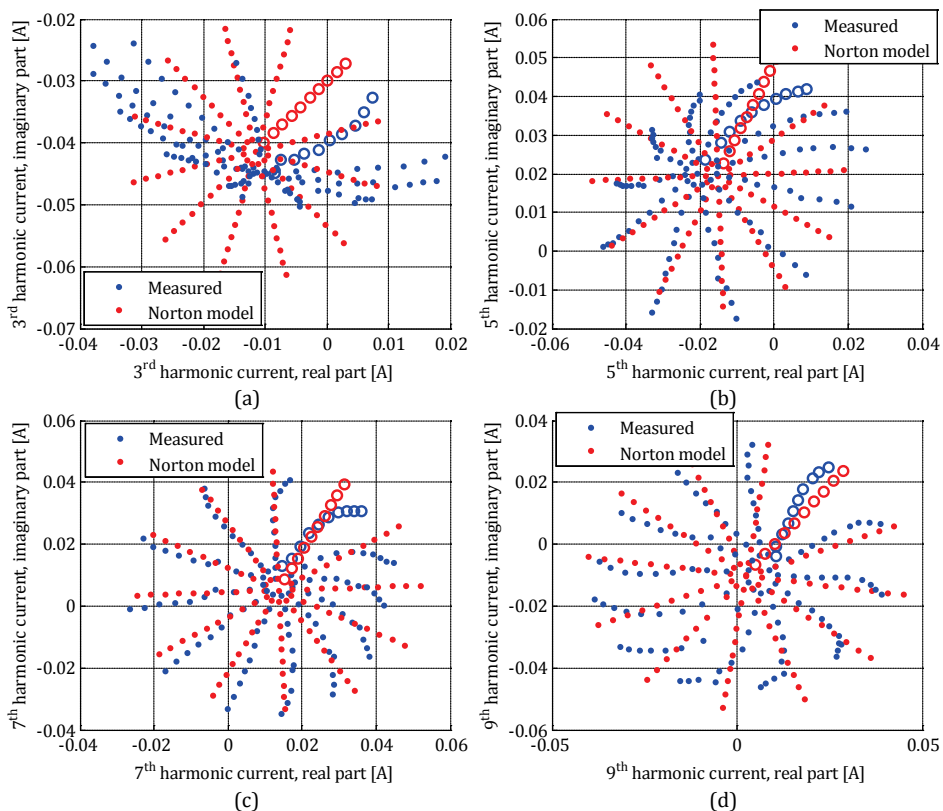 -0.02
-0.03
-0.04
-0.05
-0.06
-0.07
3rd harmonic current, imaginary part [A]
Measured
Norton model
-0.04 -0.03 -0.02 -0.01 0 0.01 0.02
3rd harmonic current, real part [A]
(a)
0.06
0.05
0.04
0.03
0.02
0.01
0
-0.01
-0.02
5th harmonic current, imaginary part [A]
Measured
Norton model
-0.06 -0.04 -0.02 0 0.02 0.04
5th harmonic current, real part [A]
(b)
0.06
0.04
0.02
0
-0.02
-0.04
7th harmonic current, imaginary part [A]
Measured
Norton model
-0.04 -0.02 0 0.02 0.04 0.06
7th harmonic current, real part [A]
(c)
0.04
0.02
0
-0.02
-0.04
-0.06
9th harmonic current, imaginary part [A]
Measured
Norton model
-0.05 0 0.05
9th harmonic current, real part [A]
(d)